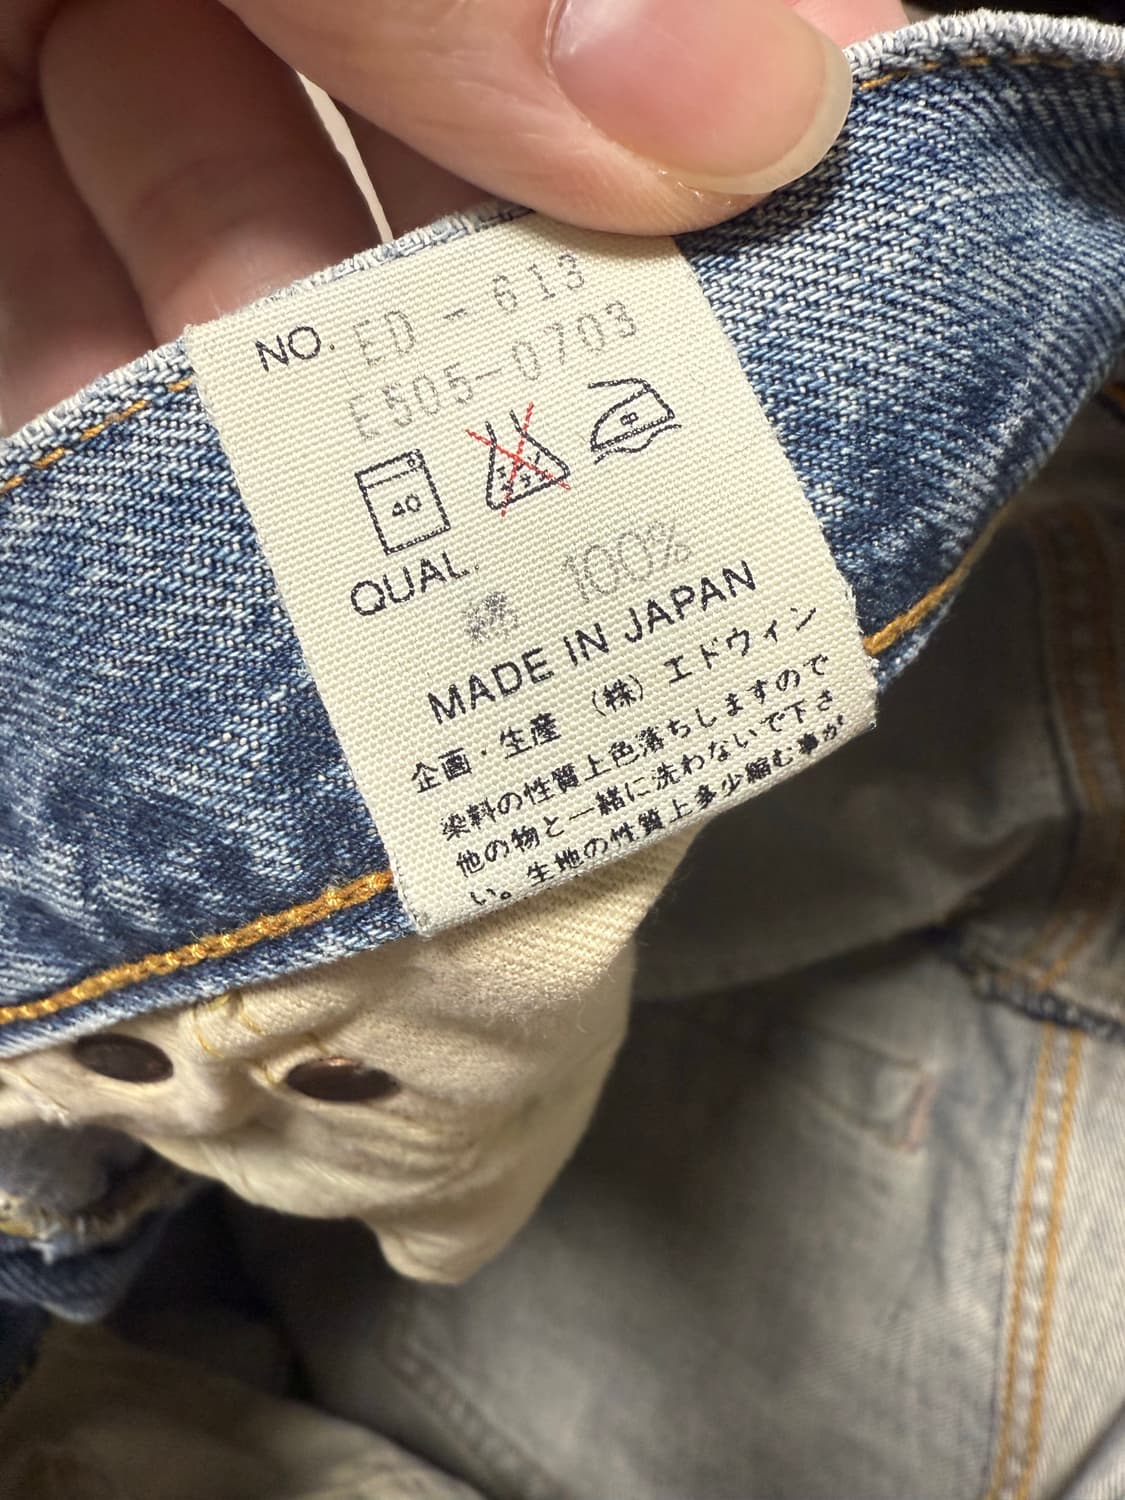 NO. ED-613
E505-0703
40
QUAL.
綿 100%
MADE IN JAPAN
企画・生産 (株) エドウィン
染料の性質上色落ちしますので
他の物と一緒に洗わないで下さ
い。生地の性質上多少縮む事が